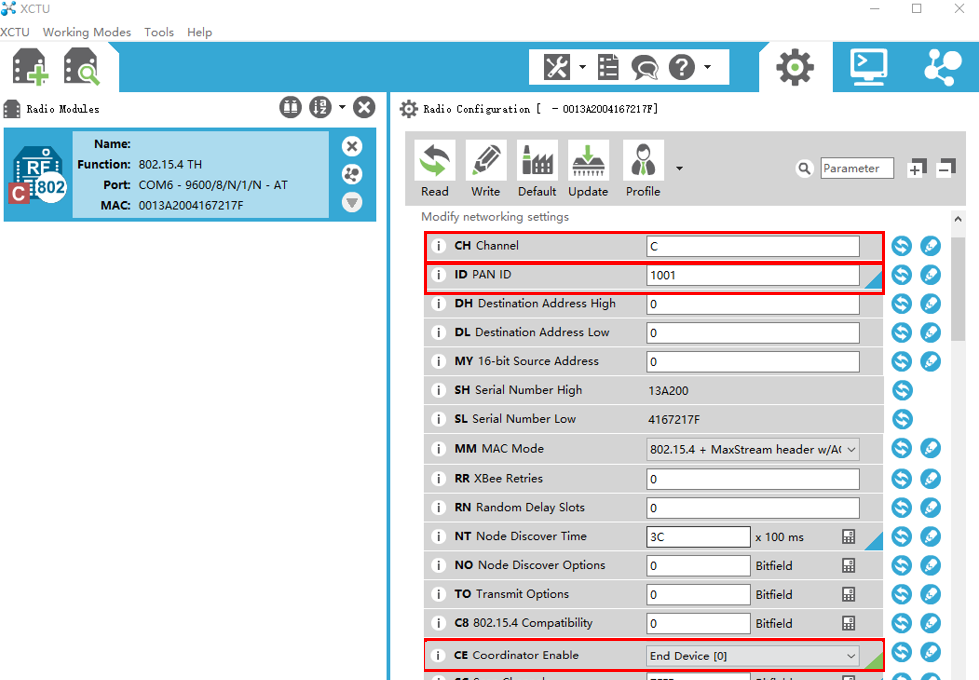 XCTU
XCTU Working Modes Tools Help
Radio Modules
Radio Configuration [ - 0013A2004167217F]
Name:
Function: 802.15.4 TH
Port: COM6 - 9600/8/N/1/N - AT
MAC: 0013A2004167217F
RF
802
C
Read Write Default Update Profile
Parameter
Modify networking settings
i CH Channel C
i ID PAN ID 1001
i DH Destination Address High 0
i DL Destination Address Low 0
i MY 16-bit Source Address 0
i SH Serial Number High 13A200
i SL Serial Number Low 4167217F
i MM MAC Mode 802.15.4 + MaxStream header w/AC
i RR XBee Retries 0
i RN Random Delay Slots 0
i NT Node Discover Time 3C x 100 ms
i NO Node Discover Options 0 Bitfield
i TO Transmit Options 0 Bitfield
i C8 802.15.4 Compatibility 0 Bitfield
i CE Coordinator Enable End Device [0]